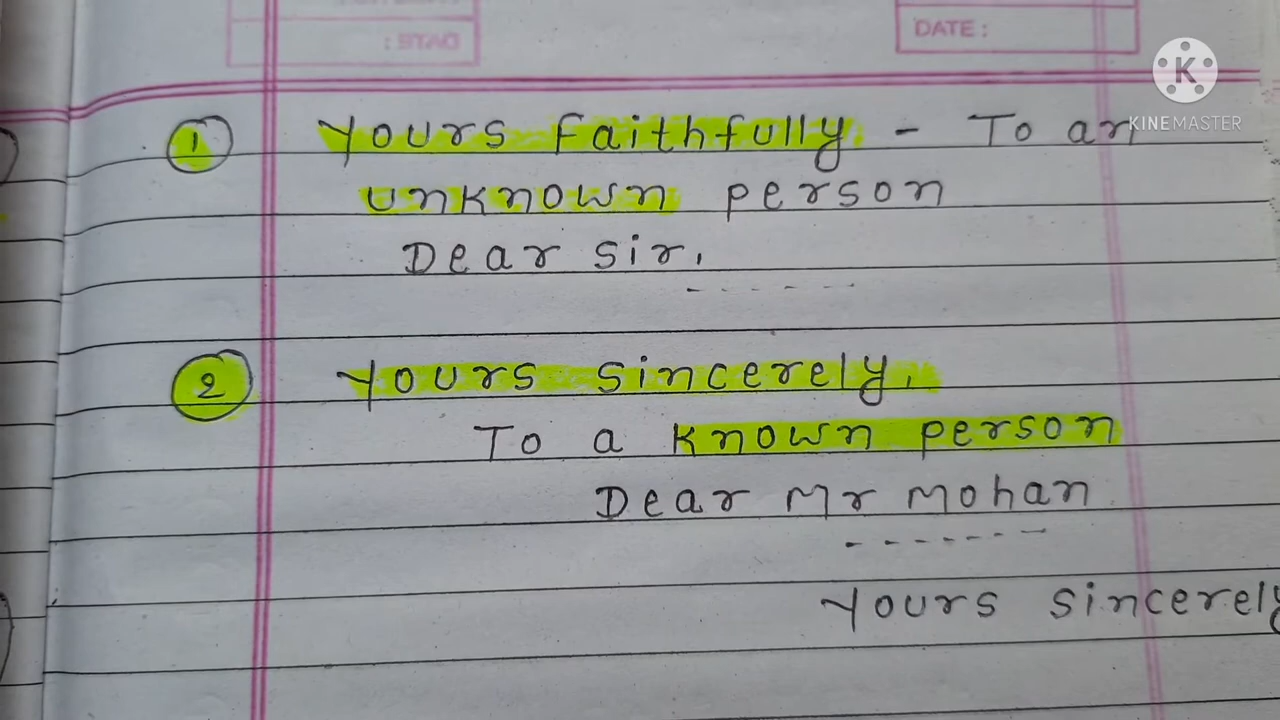 DATE :
DATE :
KINEMASTER
① Yours Faithfully - To an
unknown person
Dear Sir,
② Yours Sincerely,
To a known person
Dear Mr Mohan
Yours Sincerely